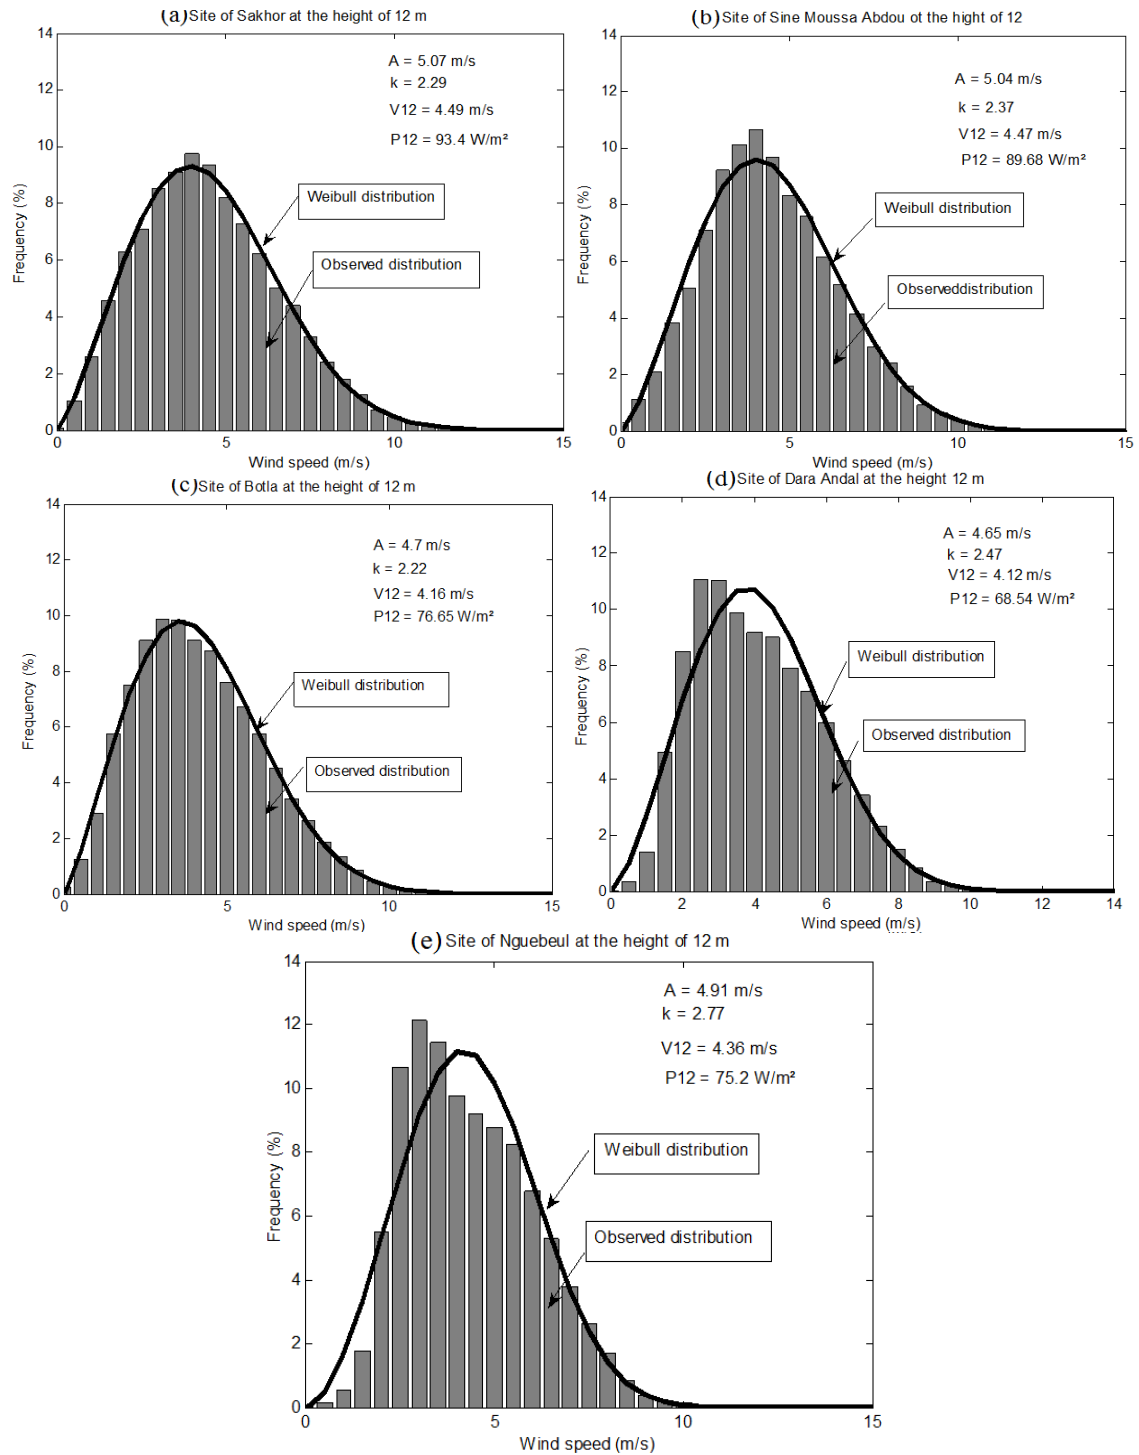 (a) Site of Sakhor at the height of 12 m
14
12
10
8
6
4
2
0
Frequency (%)
A = 5.07 m/s
k = 2.29
V12 = 4.49 m/s
P12 = 93.4 W/m²
Weibull distribution
Observed distribution
0 5 10 15
Wind speed (m/s)
(b) Site of Sine Moussa Abdou ot the hight of 12
14
12
10
8
6
4
2
0
Frequency (%)
A = 5.04 m/s
k = 2.37
V12 = 4.47 m/s
P12 = 89.68 W/m²
Weibull distribution
Observeddistribution
0 5 10 15
Wind speed (m/s)
(c) Site of Botla at the height of 12 m
14
12
10
8
6
4
2
0
Frequency (%)
A = 4.7 m/s
k = 2.22
V12 = 4.16 m/s
P12 = 76.65 W/m²
Weibull distribution
Observed distribution
0 5 10 15
Wind speed (m/s)
(d) Site of Dara Andal at the height 12 m
14
12
10
8
6
4
2
0
Frequency (%)
A = 4.65 m/s
k = 2.47
V12 = 4.12 m/s
P12 = 68.54 W/m²
Weibull distribution
Observed distribution
0 2 4 6 8 10 12 14
Wind speed (m/s)
(e) Site of Nguebeul at the height of 12 m
14
12
10
8
6
4
2
0
Frequency (%)
A = 4.91 m/s
k = 2.77
V12 = 4.36 m/s
P12 = 75.2 W/m²
Weibull distribution
Observed distribution
0 5 10 15
Wind speed (m/s)